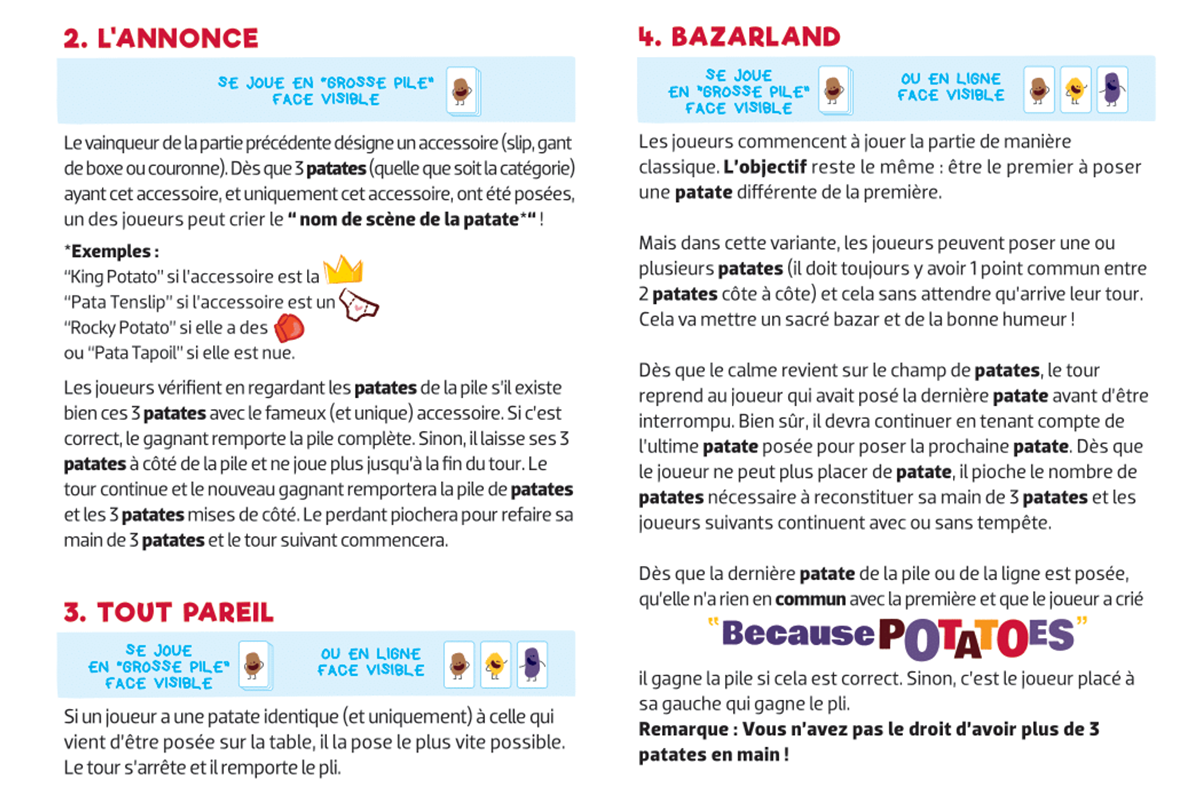 2. L'ANNONCE
SE JOUE EN "GROSSE PILE"
FACE VISIBLE
Le vainqueur de la partie précédente désigne un accessoire (slip, gant
de boxe ou couronne). Dès que 3 patates (quelle que soit la catégorie)
ayant cet accessoire, et uniquement cet accessoire, ont été posées,
un des joueurs peut crier le “ nom de scène de la patate*“ !
*Exemples :
“King Potato” si l'accessoire est la
“Pata Tenslip” si l'accessoire est un
“Rocky Potato” si elle a des
ou “Pata Tapoil” si elle est nue.
Les joueurs vérifient en regardant les patates de la pile s'il existe
bien ces 3 patates avec le fameux (et unique) accessoire. Si c'est
correct, le gagnant remporte la pile complète. Sinon, il laisse ses 3
patates à côté de la pile et ne joue plus jusqu'à la fin du tour. Le
tour continue et le nouveau gagnant remportera la pile de patates
et les 3 patates mises de côté. Le perdant piochera pour refaire sa
main de 3 patates et le tour suivant commencera.
3. TOUT PAREIL
SE JOUE
EN "GROSSE PILE"
FACE VISIBLE
OU EN LIGNE
FACE VISIBLE
Si un joueur a une patate identique (et uniquement) à celle qui
vient d'être posée sur la table, il la pose le plus vite possible.
Le tour s'arrête et il remporte le pli.
4. BAZARLAND
SE JOUE
EN "GROSSE PILE"
FACE VISIBLE
OU EN LIGNE
FACE VISIBLE
Les joueurs commencent à jouer la partie de manière
classique. L'objectif reste le même : être le premier à poser
une patate différente de la première.
Mais dans cette variante, les joueurs peuvent poser une ou
plusieurs patates (il doit toujours y avoir 1 point commun entre
2 patates côte à côte) et cela sans attendre qu'arrive leur tour.
Cela va mettre un sacré bazar et de la bonne humeur !
Dès que le calme revient sur le champ de patates, le tour
reprend au joueur qui avait posé la dernière patate avant d'être
interrompu. Bien sûr, il devra continuer en tenant compte de
l'ultime patate posée pour poser la prochaine patate. Dès que
le joueur ne peut plus placer de patate, il pioche le nombre de
patates nécessaire à reconstituer sa main de 3 patates et les
joueurs suivants continuent avec ou sans tempête.
Dès que la dernière patate de la pile ou de la ligne est posée,
qu'elle n'a rien en commun avec la première et que le joueur a crié
“Because POTATOES”
il gagne la pile si cela est correct. Sinon, c'est le joueur placé à
sa gauche qui gagne le pli.
Remarque : Vous n'avez pas le droit d'avoir plus de 3
patates en main !